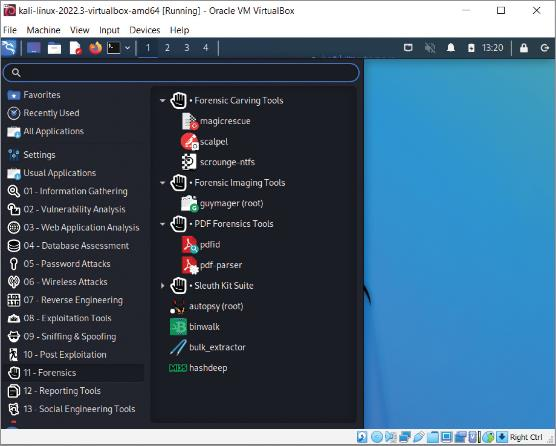 kali-linux-2022.3-virtualbox-amd64 [Running] - Oracle VM VirtualBox
File Machine View Input Devices Help
1 2 3 4
13:20
Favorites
Recently Used
All Applications
Settings
Usual Applications
01 - Information Gathering
02 - Vulnerability Analysis
03 - Web Application Analysis
04 - Database Assessment
05 - Password Attacks
06 - Wireless Attacks
07 - Reverse Engineering
08 - Exploitation Tools
09 - Sniffing & Spoofing
10 - Post Exploitation
11 - Forensics
12 - Reporting Tools
13 - Social Engineering Tools
• Forensic Carving Tools
magicrescue
scalpel
scrounge-ntfs
• Forensic Imaging Tools
guymager (root)
• PDF Forensics Tools
pdfid
pdf-parser
• Sleuth Kit Suite
autopsy (root)
binwalk
bulk_extractor
hashdeep
Right Ctrl